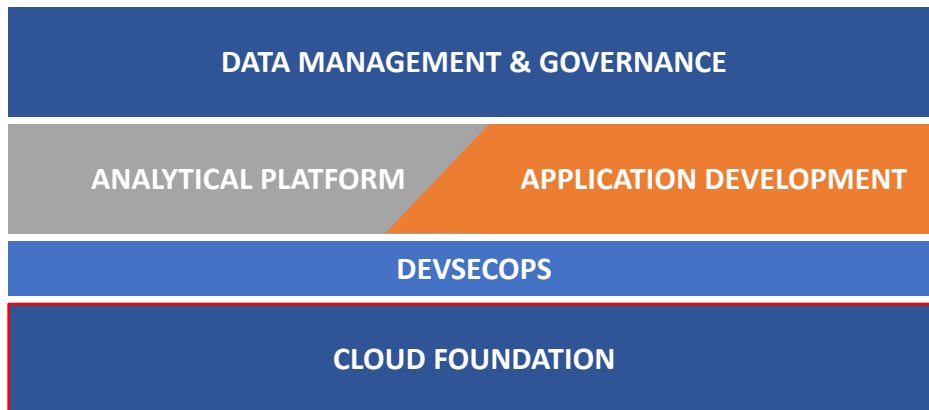 DATA MANAGEMENT & GOVERNANCE
ANALYTICAL PLATFORM
APPLICATION DEVELOPMENT
DEVSECOPS
CLOUD FOUNDATION